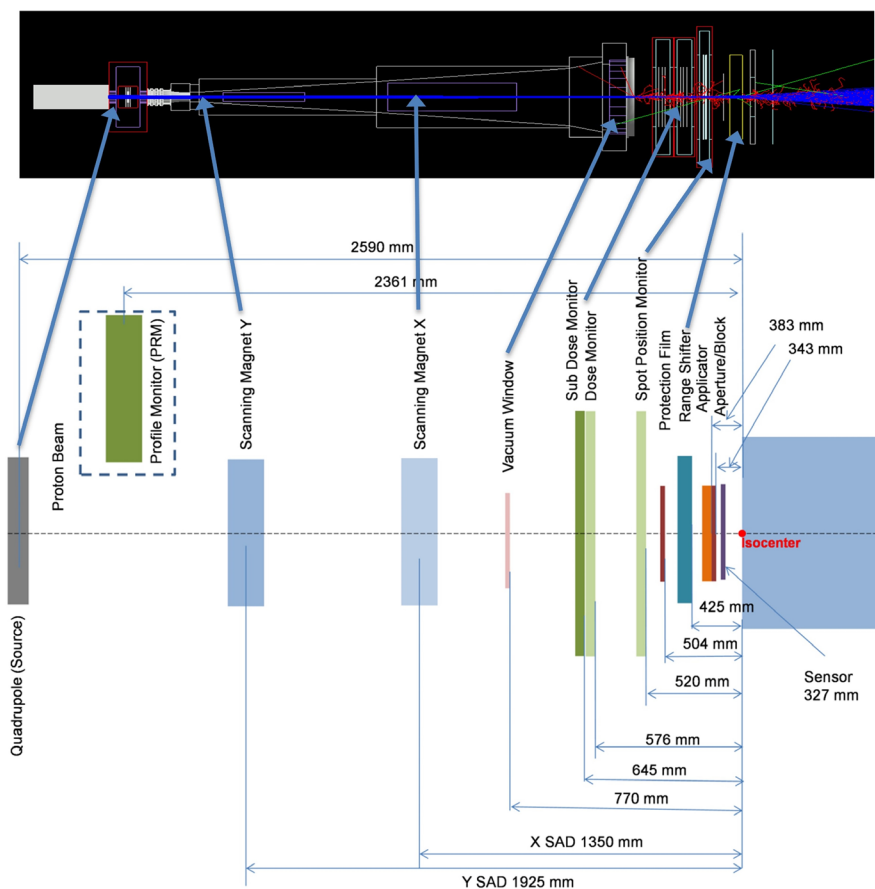 2590 mm
2361 mm
383 mm
343 mm
Quadrupole (Source)
Proton Beam
Profile Monitor (PRM)
Scanning Magnet Y
Scanning Magnet X
Vacuum Window
Sub Dose Monitor
Dose Monitor
Spot Position Monitor
Protection Film
Range Shifter
Applicator
Aperture/Block
Isocenter
425 mm
504 mm
Sensor
327 mm
520 mm
576 mm
645 mm
770 mm
X SAD 1350 mm
Y SAD 1925 mm